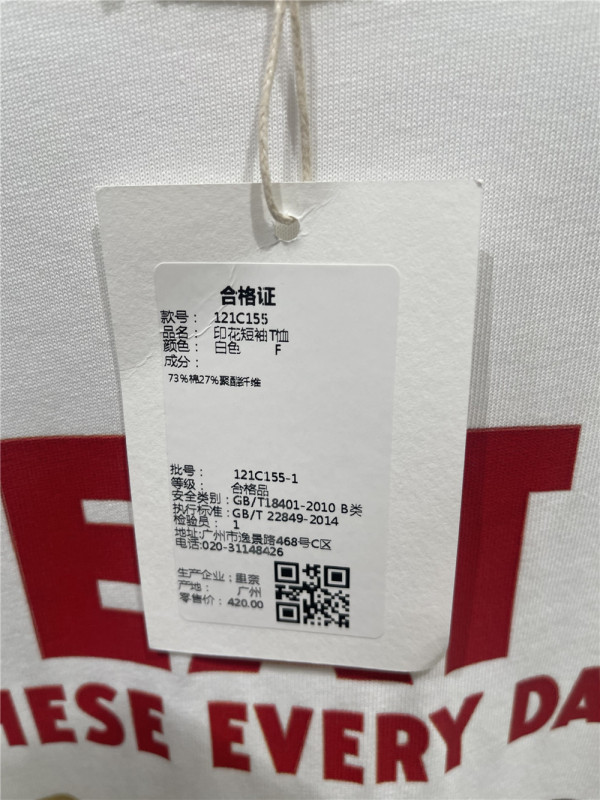 合格证
款号： 121C155
品名： 印花短袖T恤
颜色： 白色 F
成分：
73%棉27%聚酯纤维
批号： 121C155-1
等级： 合格品
安全类别：GB/T18401-2010 B类
执行标准：GB/T 22849-2014
检验员： 1
地址:广州市逸景路468号C区
电话:020-31148426
生产企业：
产地： 广州
零售价： 420.00
EAT
HESE EVERY DA